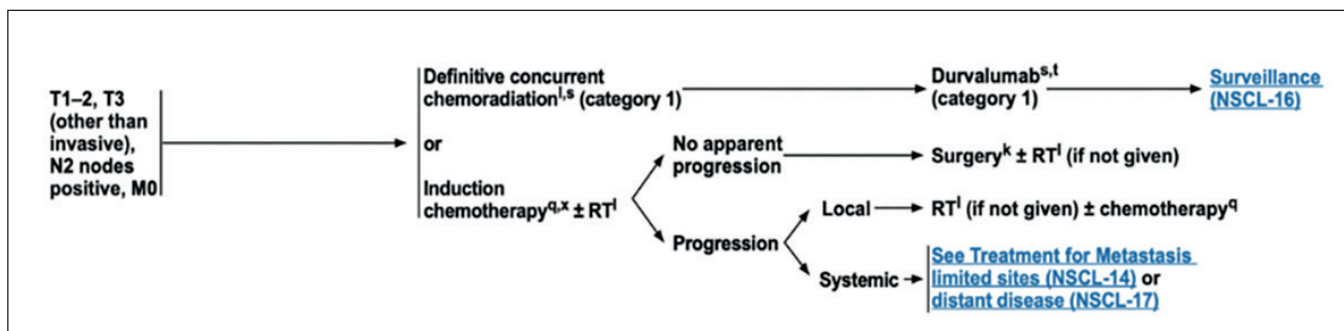 T1–2, T3
(other than
invasive),
N2 nodes
positive, M0
Definitive concurrent
chemoradiationl,s (category 1)
or
Induction
chemotherapyq,x ± RTl
Durvalumabs,t
(category 1)
Surveillance
(NSCL-16)
No apparent
progression
Surgeryk ± RTl (if not given)
Progression
Local
RTl (if not given) ± chemotherapyq
Systemic
See Treatment for Metastasis
limited sites (NSCL-14) or
distant disease (NSCL-17)